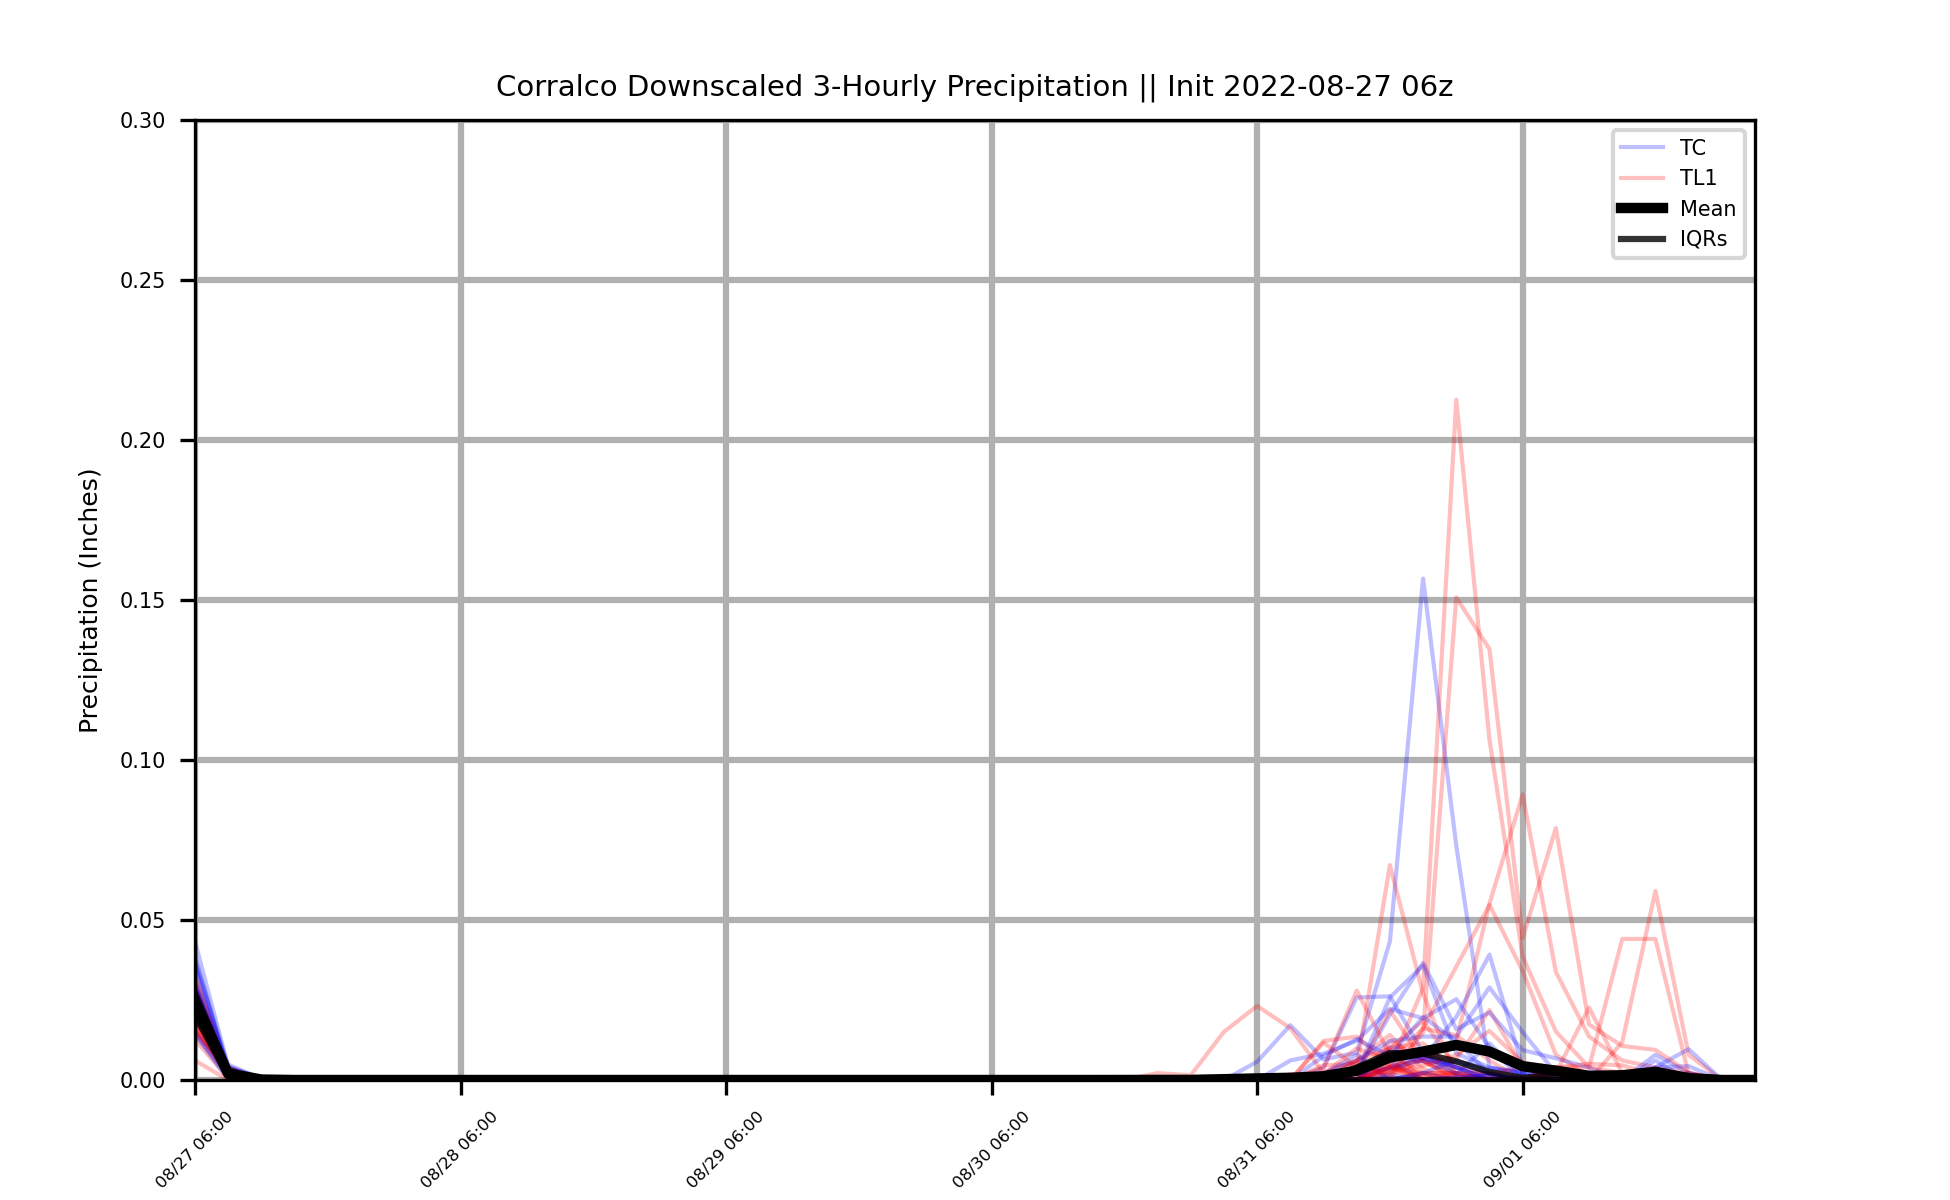 Corralco Downscaled 3-Hourly Precipitation || Init 2022-08-27 06z
TC
TL1
Mean
IQRs
Precipitation (Inches)
0.30
0.25
0.20
0.15
0.10
0.05
0.00
08/27 06:00
08/28 06:00
08/29 06:00
08/30 06:00
08/31 06:00
09/01 06:00